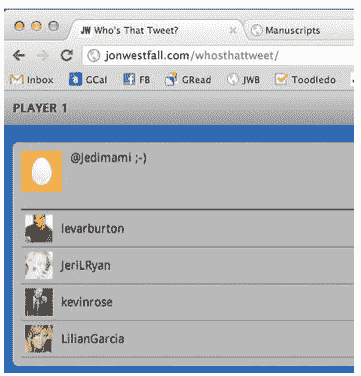 JW Who's That Tweet?
Manuscripts
jonwestfall.com/whosthattweet/
Inbox GCal FB GRead JWB Toodledo
PLAYER 1
@Jedimami ;-)
levarburton
JeriLRyan
kevinrose
LilianGarcia